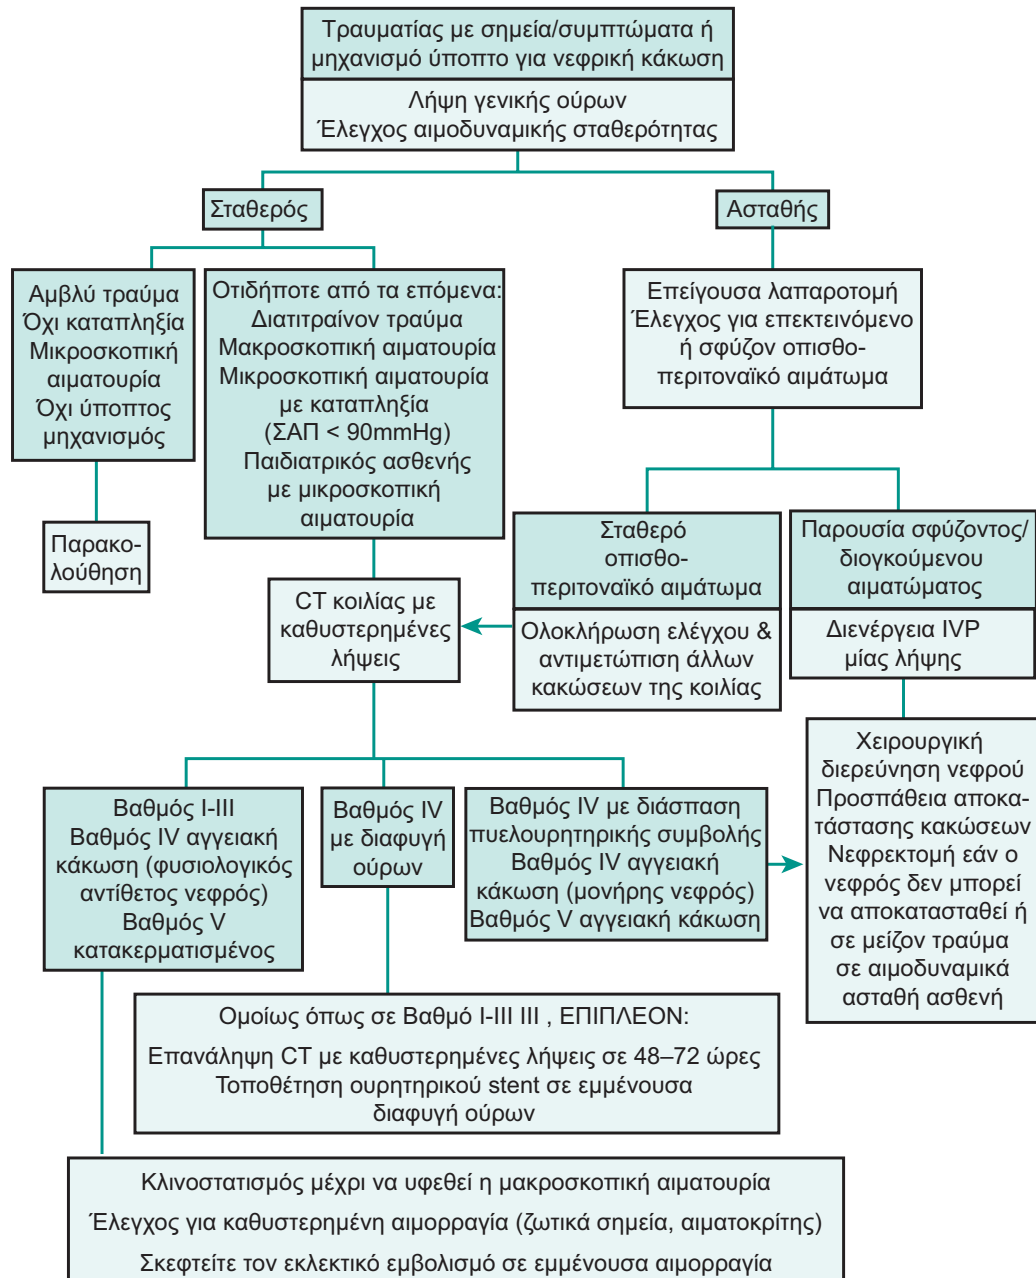 Τραυματίας με σημεία/συμπτώματα ή
μηχανισμό ύποπτο για νεφρική κάκωση
Λήψη γενικής ούρων
Έλεγχος αιμοδυναμικής σταθερότητας
Σταθερός
Ασταθής
Αμβλύ τραύμα
Όχι καταπληξία
Μικροσκοπική
αιματουρία
Όχι ύποπτος
μηχανισμός
Οτιδήποτε από τα επόμενα:
Διατιτραίνον τραύμα
Μακροσκοπική αιματουρία
Μικροσκοπική αιματουρία
με καταπληξία
(ΣΑΠ < 90mmHg)
Παιδιατρικός ασθενής
με μικροσκοπική
αιματουρία
Επείγουσα λαπαροτομή
Έλεγχος για επεκτεινόμενο
ή σφύζον οπισθο-
περιτοναϊκό αιμάτωμα
Παρακο-
λούθηση
CT κοιλίας με
καθυστερημένες
λήψεις
Σταθερό
οπισθο-
περιτοναϊκό αιμάτωμα
Ολοκλήρωση ελέγχου &
αντιμετώπιση άλλων
κακώσεων της κοιλίας
Παρουσία σφύζοντος/
διογκούμενου
αιματώματος
Διενέργεια IVP
μίας λήψης
Βαθμός I-III
Βαθμός IV αγγειακή
κάκωση (φυσιολογικός
αντίθετος νεφρός)
Βαθμός V
κατακερματισμένος
Βαθμός IV
με διαφυγή
ούρων
Βαθμός IV με διάσπαση
πυελουρητηρικής συμβολής
Βαθμός IV αγγειακή
κάκωση (μονήρης νεφρός)
Βαθμός V αγγειακή κάκωση
Χειρουργική
διερεύνηση νεφρού
Προσπάθεια αποκα-
τάστασης κακώσεων
Νεφρεκτομή εάν ο
νεφρός δεν μπορεί
να αποκατασταθεί ή
σε μείζον τραύμα
σε αιμοδυναμικά
ασταθή ασθενή
Ομοίως όπως σε Βαθμό I-III III , ΕΠΙΠΛΕΟΝ:
Επανάληψη CT με καθυστερημένες λήψεις σε 48–72 ώρες
Τοποθέτηση ουρητηρικού stent σε εμμένουσα
διαφυγή ούρων
Κλινοστατισμός μέχρι να υφεθεί η μακροσκοπική αιματουρία
Έλεγχος για καθυστερημένη αιμορραγία (ζωτικά σημεία, αιματοκρίτης)
Σκεφτείτε τον εκλεκτικό εμβολισμό σε εμμένουσα αιμορραγία